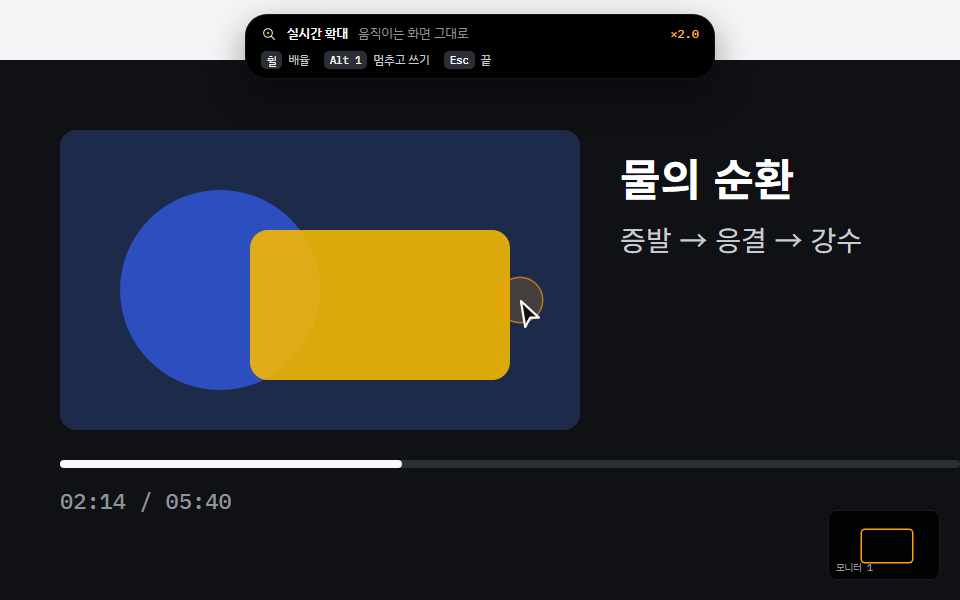 실시간 확대 움직이는 화면 그대로 ×2.0
휠 배율 Alt 1 멈추고 쓰기 Esc 끝
물의 순환
증발 → 응결 → 강수
02:14 / 05:40
모니터 1